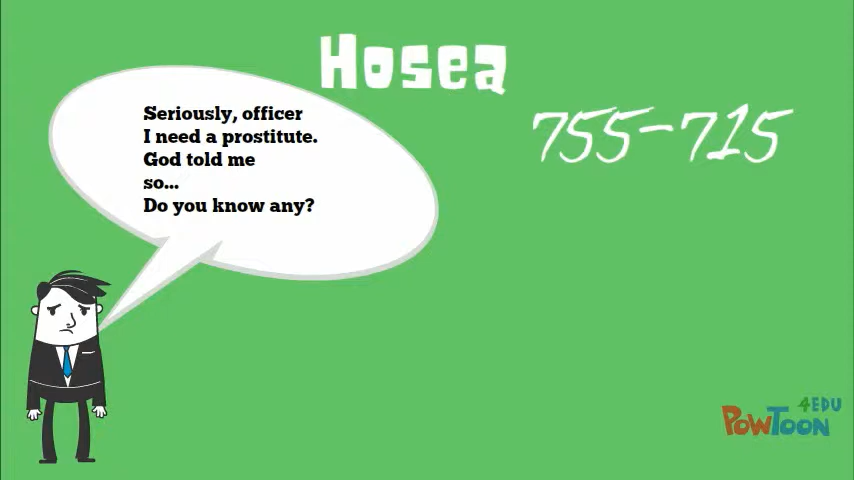 Hosea
755-715
Seriously, officer
I need a prostitute.
God told me
so...
Do you know any?
4EDU
PowToon